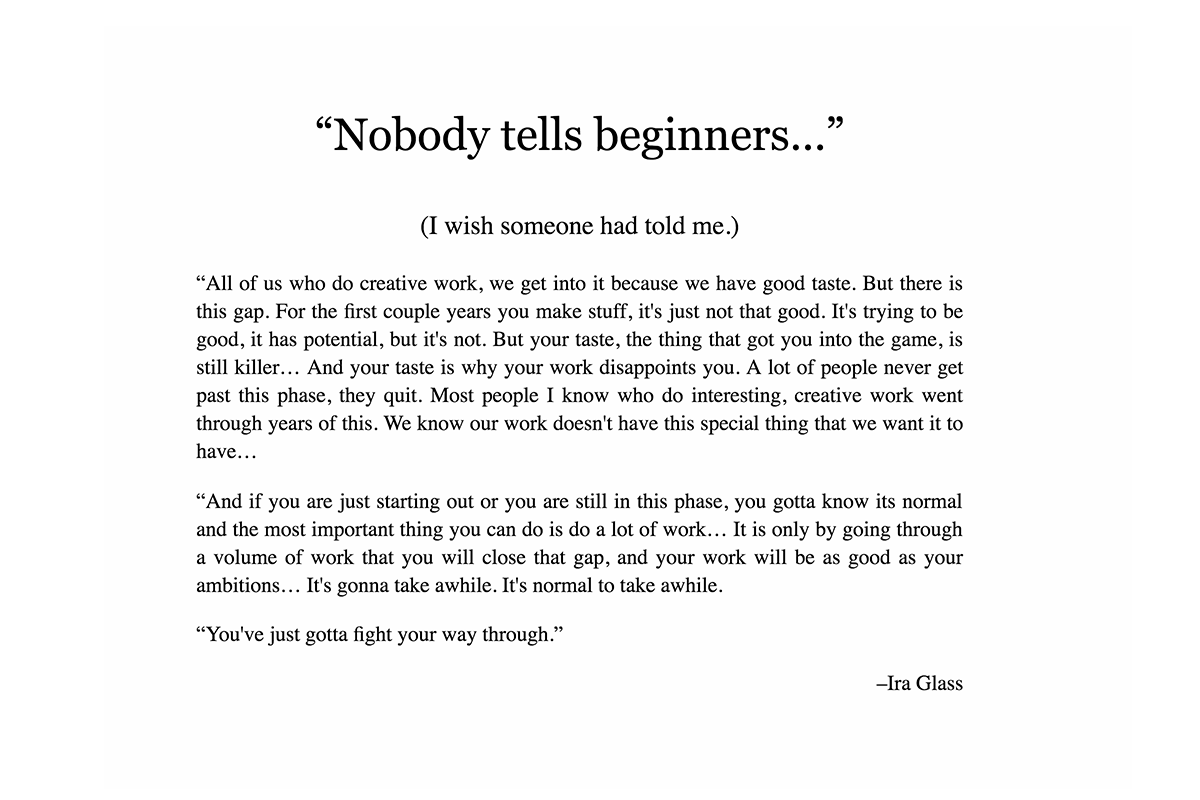 “Nobody tells beginners...”
(I wish someone had told me.)
“All of us who do creative work, we get into it because we have good taste. But there is
this gap. For the first couple years you make stuff, it's just not that good. It's trying to be
good, it has potential, but it's not. But your taste, the thing that got you into the game, is
still killer… And your taste is why your work disappoints you. A lot of people never get
past this phase, they quit. Most people I know who do interesting, creative work went
through years of this. We know our work doesn't have this special thing that we want it to
have…
“And if you are just starting out or you are still in this phase, you gotta know its normal
and the most important thing you can do is do a lot of work… It is only by going through
a volume of work that you will close that gap, and your work will be as good as your
ambitions… It's gonna take awhile. It's normal to take awhile.
“You've just gotta fight your way through.”
–Ira Glass